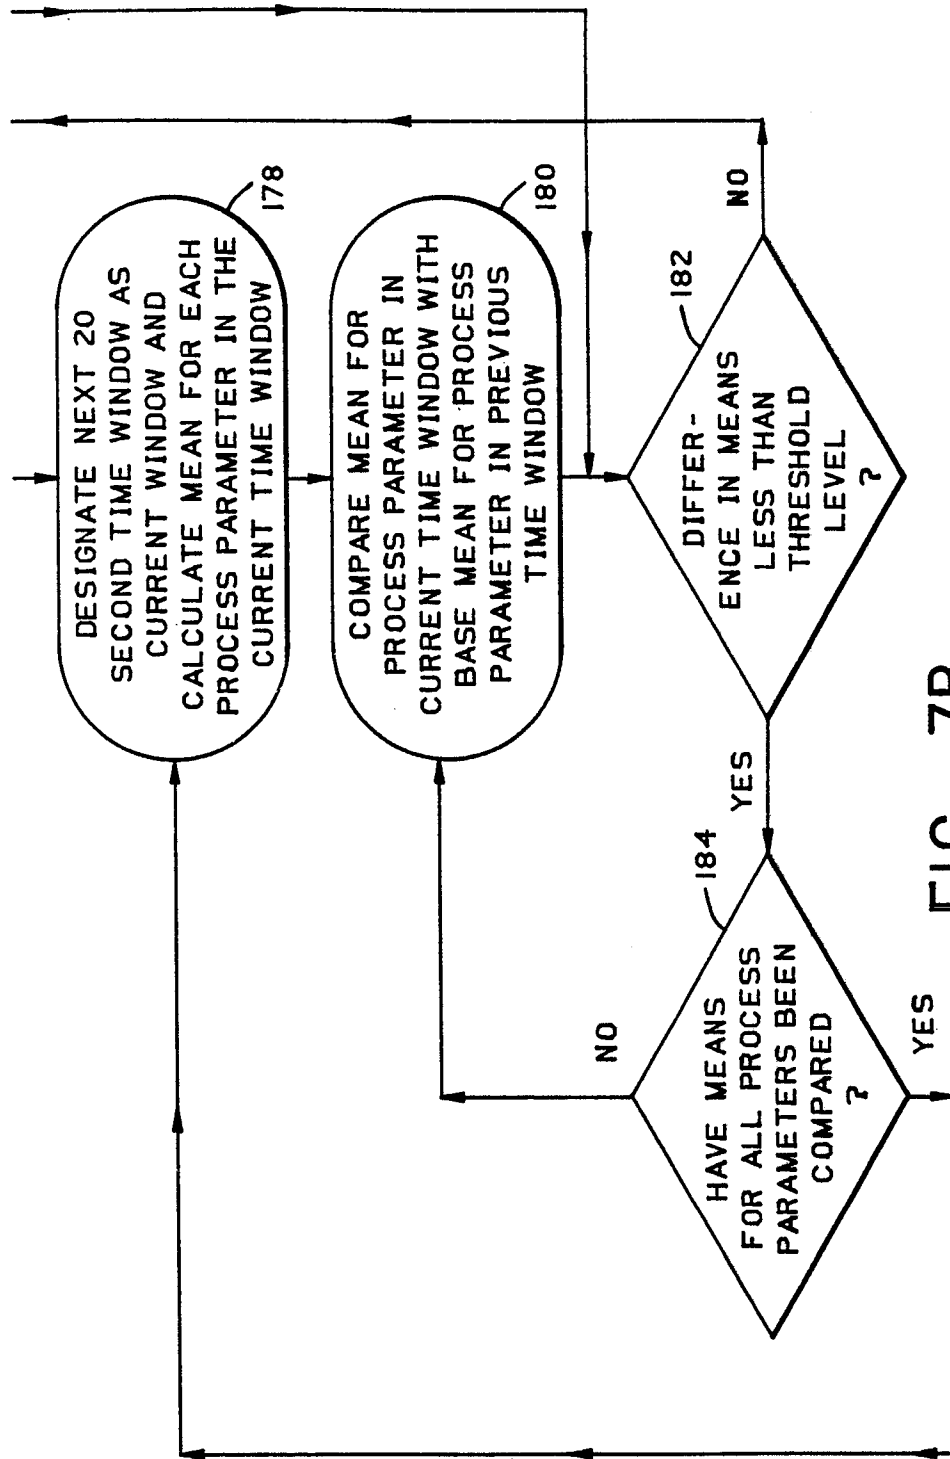 DESIGNATE NEXT 20
SECOND TIME WINDOW AS
CURRENT WINDOW AND
CALCULATE MEAN FOR EACH
PROCESS PARAMETER IN THE
CURRENT TIME WINDOW
178
COMPARE MEAN FOR
PROCESS PARAMETER IN
CURRENT TIME WINDOW WITH
BASE MEAN FOR PROCESS
PARAMETER IN PREVIOUS
TIME WINDOW
180
DIFFER-
ENCE IN MEANS
LESS THAN
THRESHOLD
LEVEL
?
182
NO
YES
HAVE MEANS
FOR ALL PROCESS
PARAMETERS BEEN
COMPARED
?
184
NO
YES
FIG. 7B